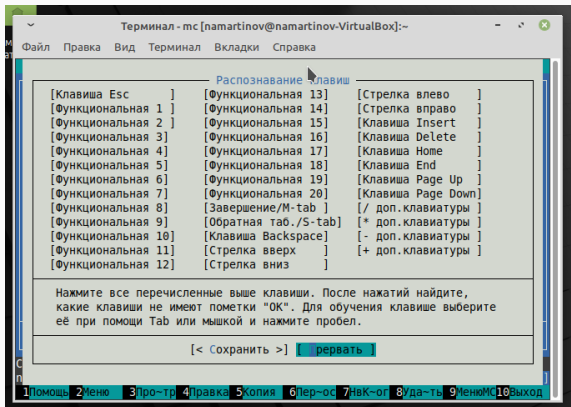 Терминал - mc [namartinov@namartinov-VirtualBox]:~
Файл Правка Вид Терминал Вкладки Справка
Распознавание клавиш
[Клавиша Esc ] [Функциональная 13] [Стрелка влево ]
[Функциональная 1 ] [Функциональная 14] [Стрелка вправо ]
[Функциональная 2 ] [Функциональная 15] [Клавиша Insert ]
[Функциональная 3] [Функциональная 16] [Клавиша Delete ]
[Функциональная 4] [Функциональная 17] [Клавиша Home ]
[Функциональная 5] [Функциональная 18] [Клавиша End ]
[Функциональная 6] [Функциональная 19] [Клавиша Page Up ]
[Функциональная 7] [Функциональная 20] [Клавиша Page Down]
[Функциональная 8] [Завершение/M-tab ] [/ доп.клавиатуры ]
[Функциональная 9] [Обратная таб./S-tab] [* доп.клавиатуры ]
[Функциональная 10] [Клавиша Backspace] [- доп.клавиатуры ]
[Функциональная 11] [Стрелка вверх ] [+ доп.клавиатуры ]
[Функциональная 12] [Стрелка вниз ]
Нажмите все перечисленные выше клавиши. После нажатий найдите,
какие клавиши не имеют пометки "OK". Для обучения клавише выберите
её при помощи Tab или мышкой и нажмите пробел.
[< Сохранить >] [ Прервать ]
1Помощь 2Меню 3Про~тр 4Правка 5Копия 6Пер~ос 7НвК~ог 8Уда~ть 9МенюMC 10Выход